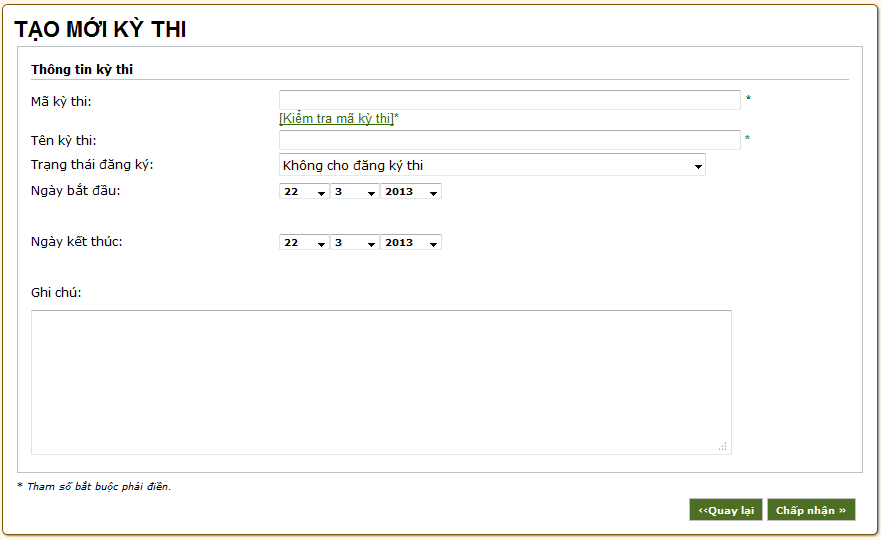 TẠO MỚI KỲ THI
Thông tin kỳ thi
Mã kỳ thi: *
[Kiểm tra mã kỳ thi]*
Tên kỳ thi: *
Trạng thái đăng ký: Không cho đăng ký thi
Ngày bắt đầu: 22 3 2013
Ngày kết thúc: 22 3 2013
Ghi chú:
* Tham số bắt buộc phải điền.
‹‹Quay lại Chấp nhận »